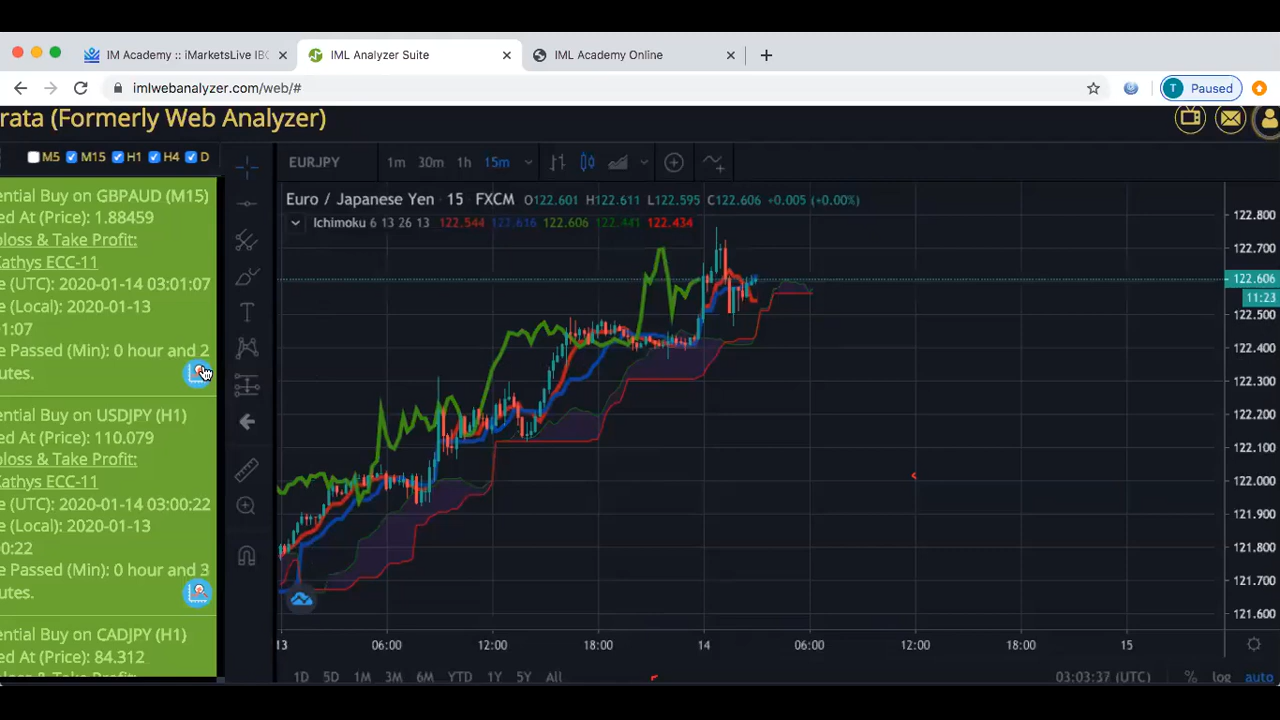 IM Academy :: iMarketsLive IBC
IML Analyzer Suite
IML Academy Online
imlwebanalyzer.com/web/#
T Paused
rata (Formerly Web Analyzer)
M5 M15 H1 H4 D
EURJPY 1m 30m 1h 15m
Euro / Japanese Yen · 15 FXCM O122.601 H122.611 L122.595 C122.606 +0.005 (+0.00%)
Ichimoku 6 13 26 13 122.544 122.616 122.606 122.441 122.434
ential Buy on GBPAUD (M15)
ed At (Price): 1.88459
oloss & Take Profit:
Kathys ECC-11
e (UTC): 2020-01-14 03:01:07
e (Local): 2020-01-13
01:07
e Passed (Min): 0 hour and 2
utes.
ential Buy on USDJPY (H1)
ed At (Price): 110.079
oloss & Take Profit:
Kathys ECC-11
e (UTC): 2020-01-14 03:00:22
e (Local): 2020-01-13
00:22
e Passed (Min): 0 hour and 3
utes.
ential Buy on CADJPY (H1)
ed At (Price): 84.312
122.800
122.700
122.606
11:23
122.500
122.400
122.300
122.200
122.100
122.000
121.900
121.800
121.700
121.600
13 06:00 12:00 18:00 14 06:00 12:00 18:00 15
1D 5D 1M 3M 6M YTD 1Y 5Y All 03:03:37 (UTC) % log auto